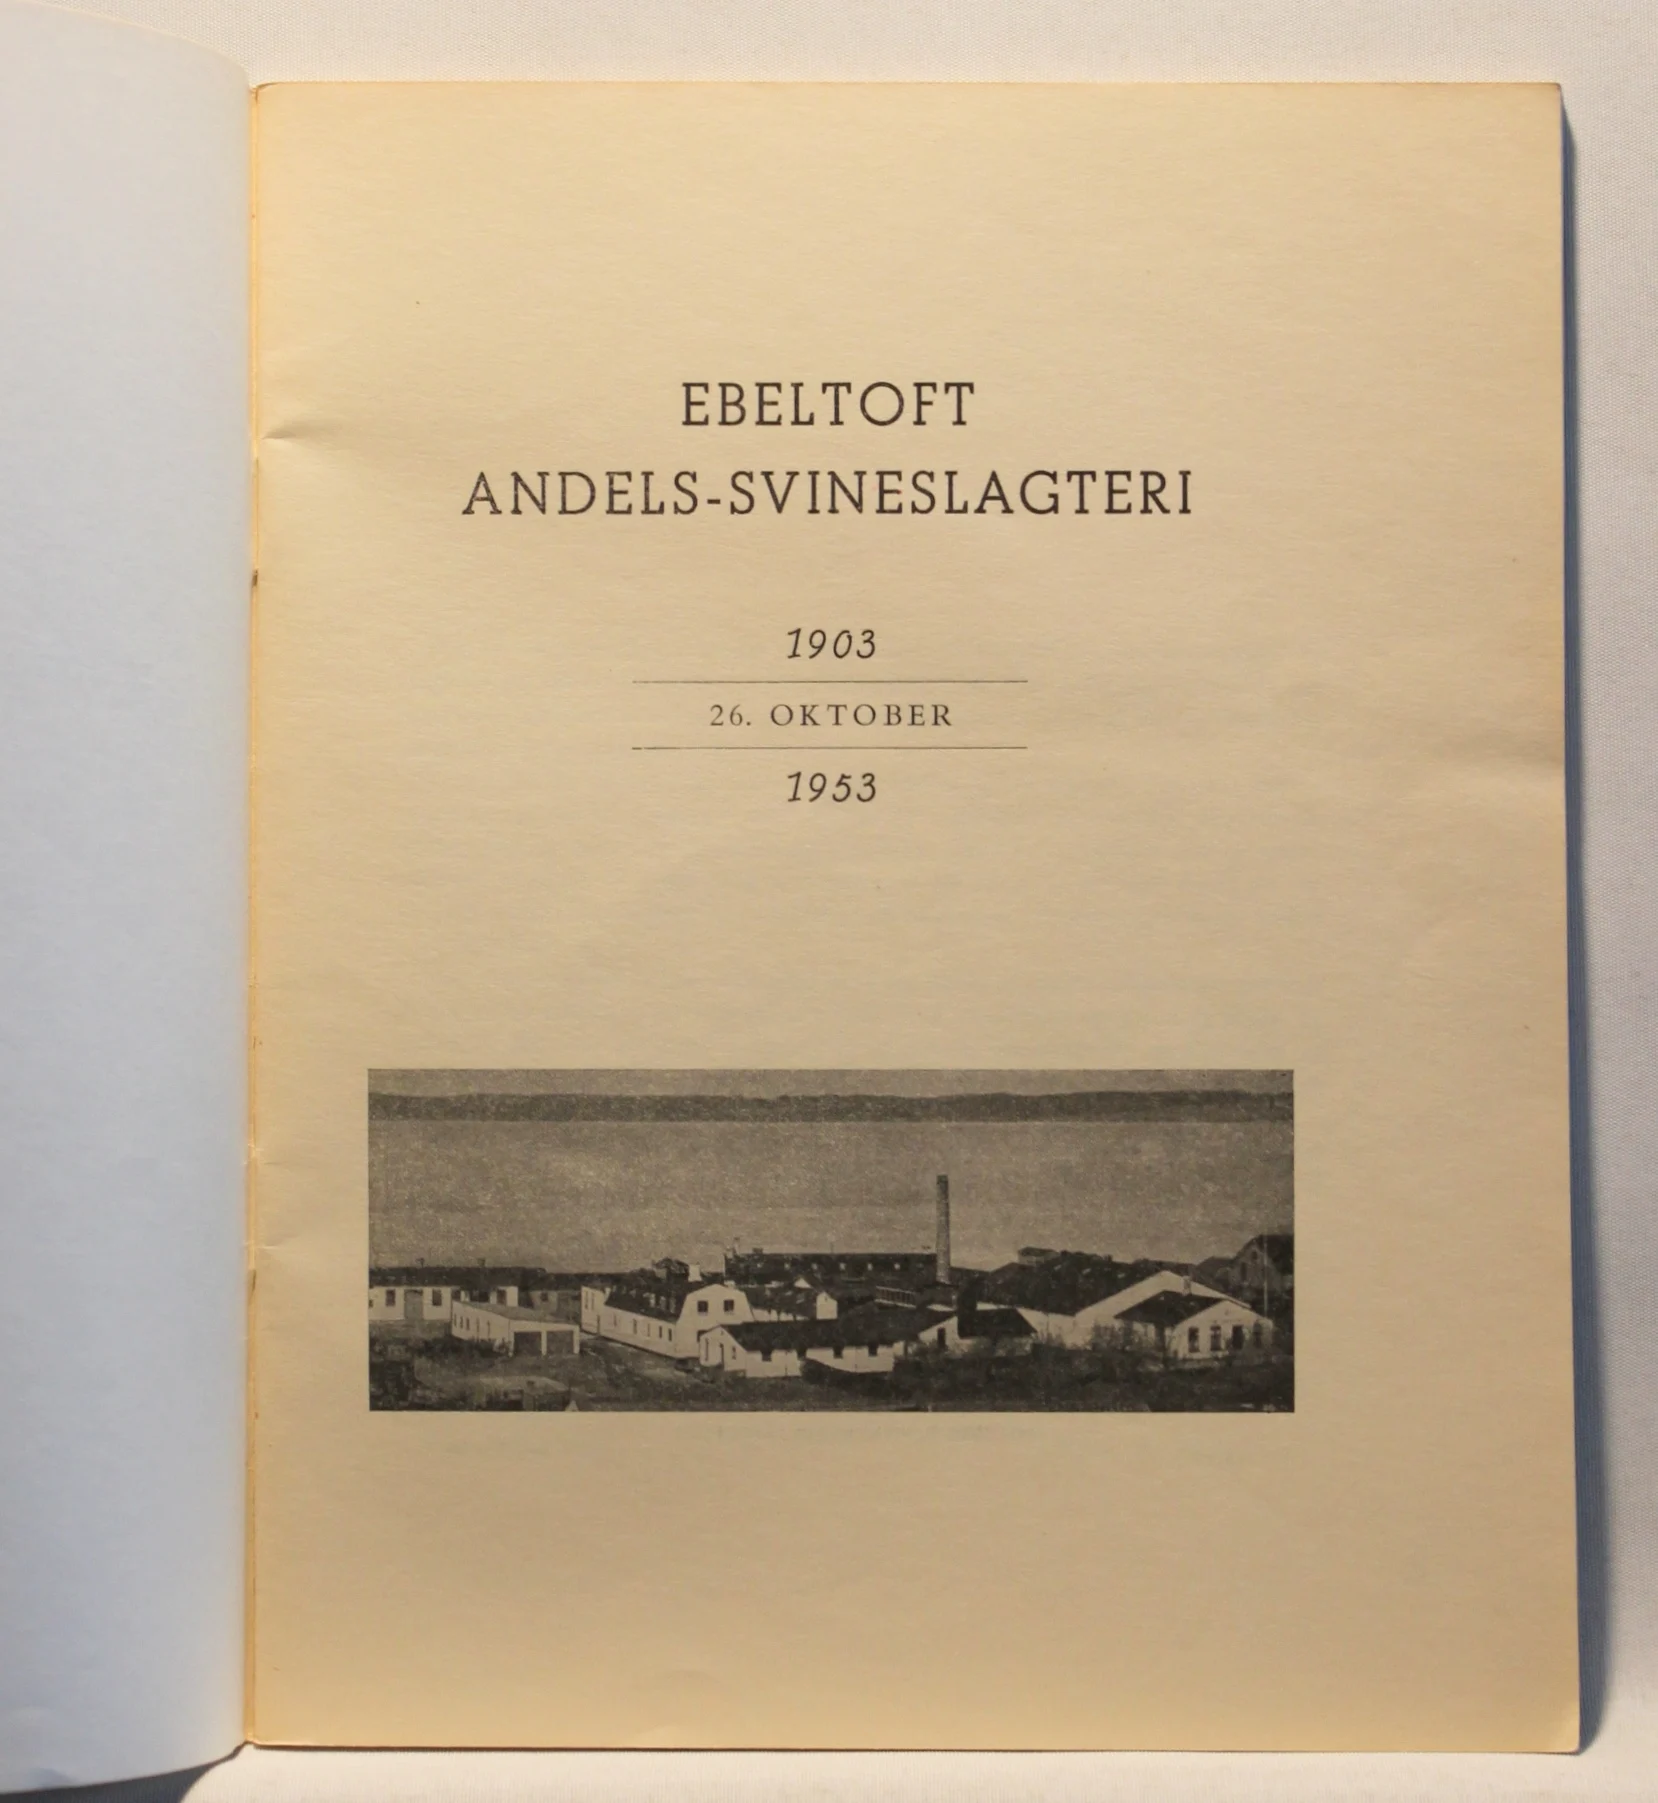 EBELTOFT
ANDELS-SVINESLAGTERI
1903
26. OKTOBER
1953